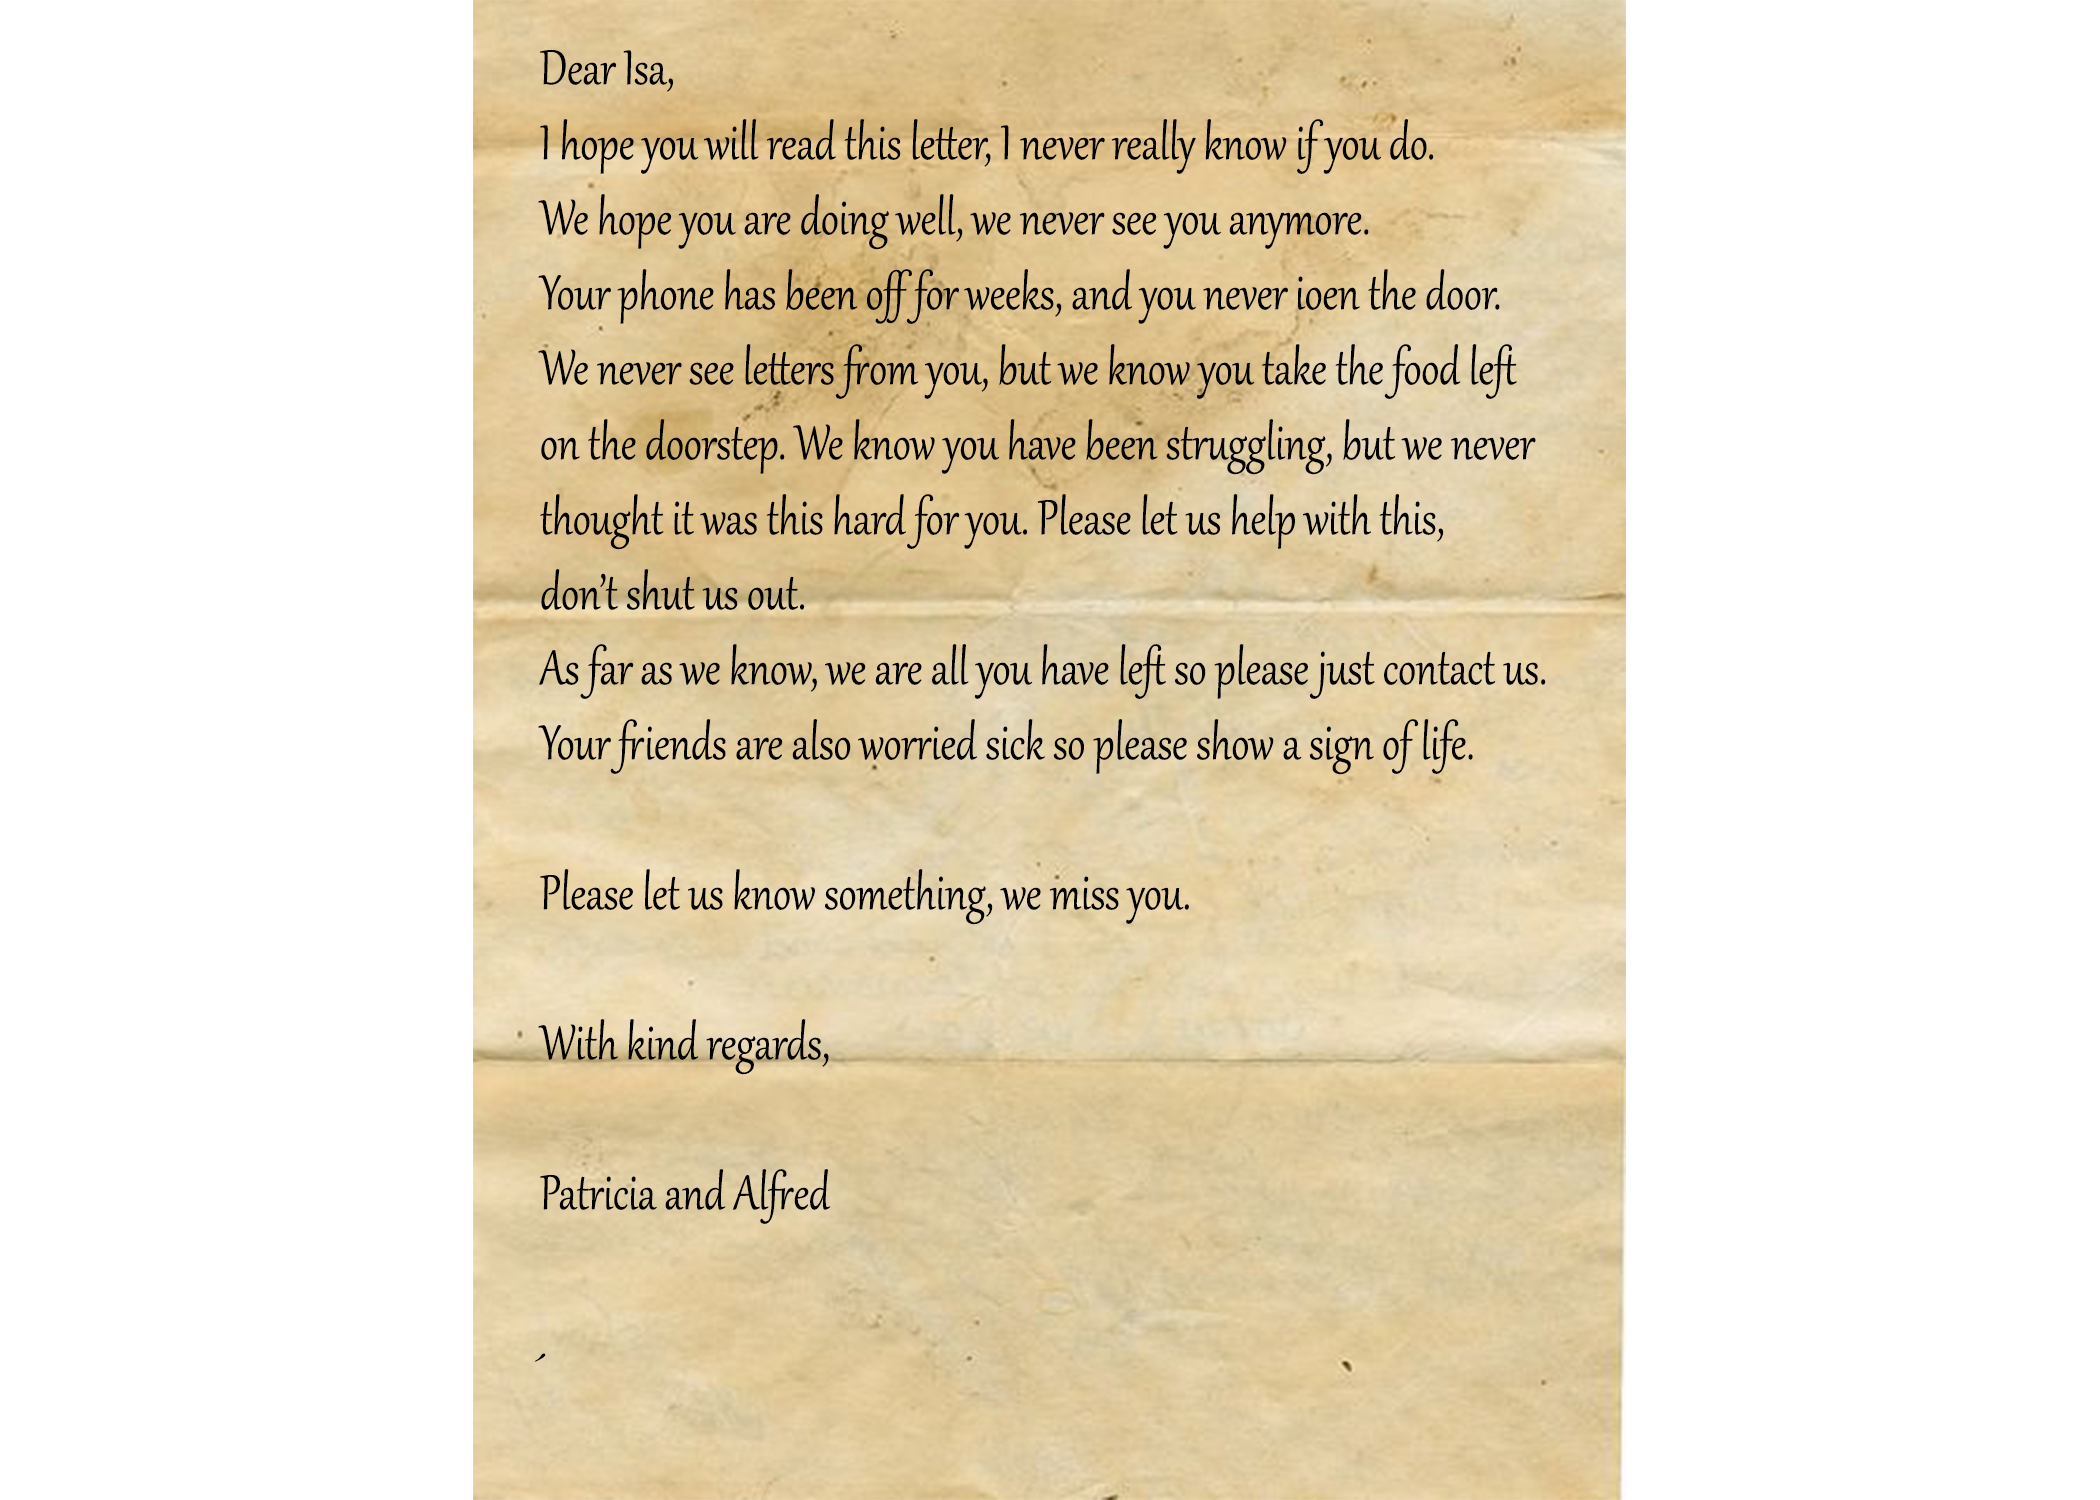 Dear Isa,
I hope you will read this letter, I never really know if you do.
We hope you are doing well, we never see you anymore.
Your phone has been off for weeks, and you never ioen the door.
We never see letters from you, but we know you take the food left
on the doorstep. We know you have been struggling, but we never
thought it was this hard for you. Please let us help with this,
don’t shut us out.
As far as we know, we are all you have left so please just contact us.
Your friends are also worried sick so please show a sign of life.
Please let us know something, we miss you.
With kind regards,
Patricia and Alfred